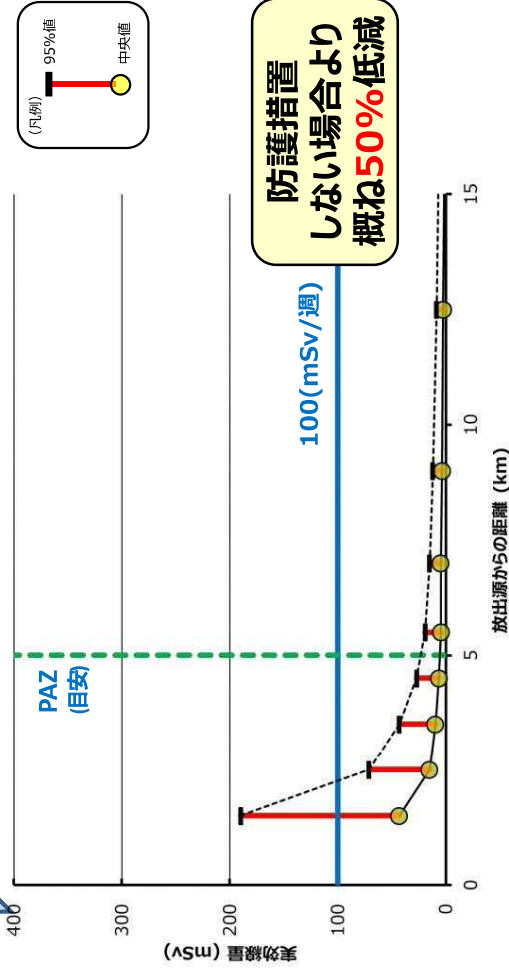 (凡例)
95%値
中央値
防護措置
しない場合より
概ね50%低減
100(mSv/週)
PAZ
(目安)
400
300
200
100
0
実効線量 (mSv)
0
5
10
15
放出源からの距離 (km)